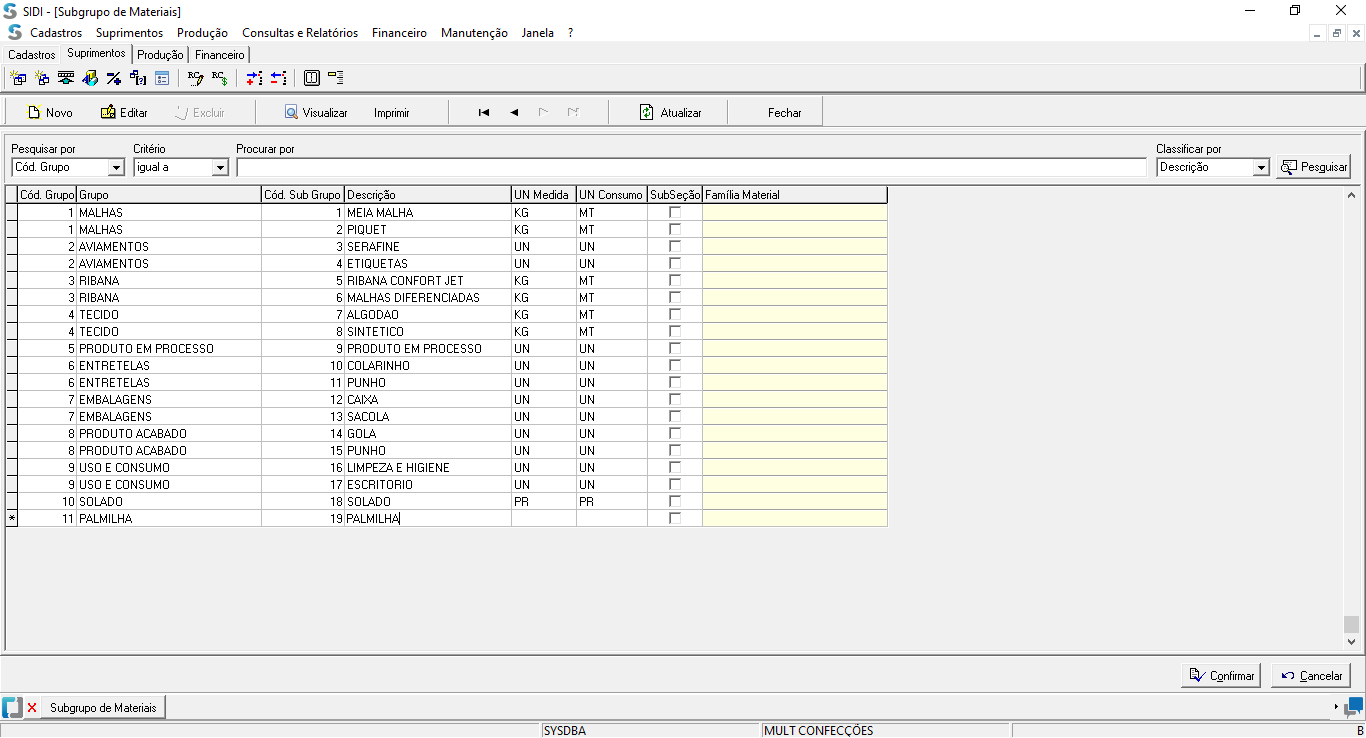 SIDI - [Subgrupo de Materiais]
Cadastros Suprimentos Produção Consultas e Relatórios Financeiro Manutenção Janela ?
Cadastros Suprimentos Produção Financeiro
Novo Editar Excluir Visualizar Imprimir Atualizar Fechar
Pesquisar por Critério Procurar por Classificar por
Cód. Grupo igual a Descrição Pesquisar
Cód. Grupo Grupo Cód. Sub Grupo Descrição UN Medida UN Consumo SubSeção Família Material
1 MALHAS 1 MEIA MALHA KG MT
1 MALHAS 2 PIQUET KG MT
2 AVIAMENTOS 3 SERAFINE UN UN
2 AVIAMENTOS 4 ETIQUETAS UN UN
3 RIBANA 5 RIBANA CONFORT JET KG MT
3 RIBANA 6 MALHAS DIFERENCIADAS KG MT
4 TECIDO 7 ALGODAO KG MT
4 TECIDO 8 SINTETICO KG MT
5 PRODUTO EM PROCESSO 9 PRODUTO EM PROCESSO UN UN
6 ENTRETELAS 10 COLARINHO UN UN
6 ENTRETELAS 11 PUNHO UN UN
7 EMBALAGENS 12 CAIXA UN UN
7 EMBALAGENS 13 SACOLA UN UN
8 PRODUTO ACABADO 14 GOLA UN UN
8 PRODUTO ACABADO 15 PUNHO UN UN
9 USO E CONSUMO 16 LIMPEZA E HIGIENE UN UN
9 USO E CONSUMO 17 ESCRITORIO UN UN
10 SOLADO 18 SOLADO PR PR
* 11 PALMILHA 19 PALMILHA
Confirmar Cancelar
Subgrupo de Materiais
SYSDBA MULT CONFECÇÕES B